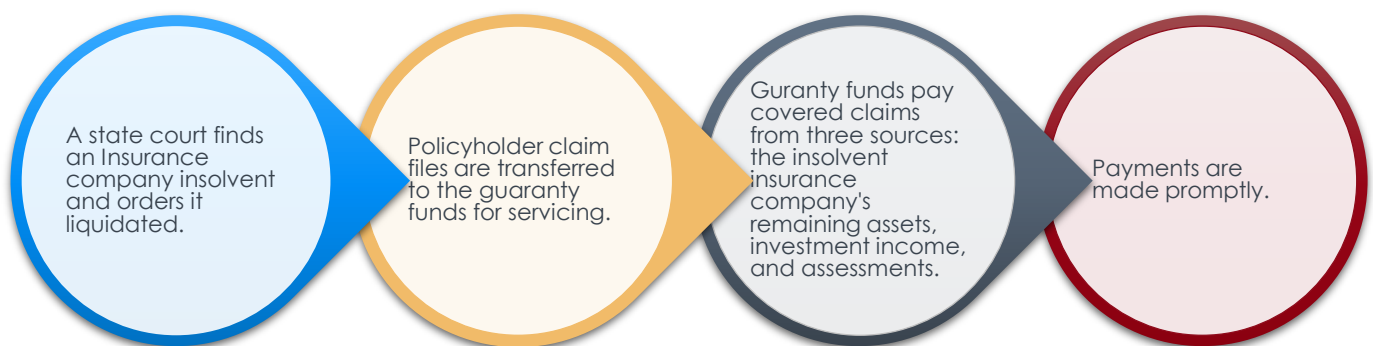 A state court finds
an Insurance
company insolvent
and orders it
liquidated.
Policyholder claim
files are transferred
to the guaranty
funds for servicing.
Guranty funds pay
covered claims
from three sources:
the insolvent
insurance
company's
remaining assets,
investment income,
and assessments.
Payments are
made promptly.